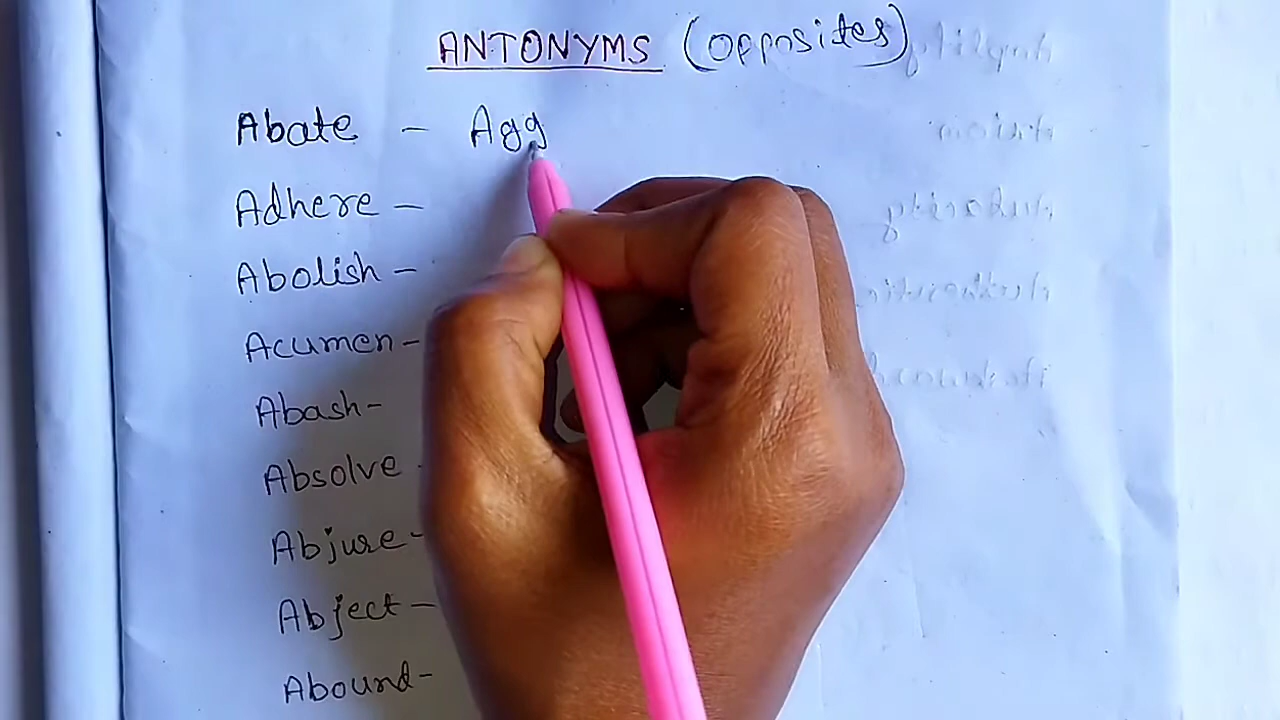 ANTONYMS (Opposites)
Abate - Agg
Adhere -
Abolish -
Acumen -
Abash -
Absolve -
Abjure -
Abject -
Abound -